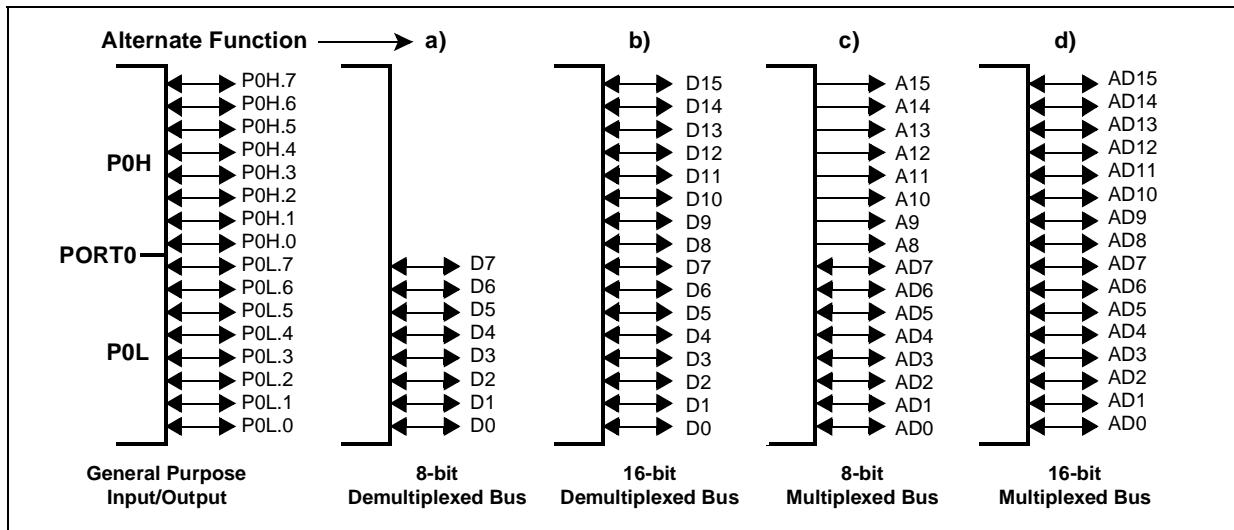 Alternate Function a) b) c) d)
P0H.7 D15 A15 AD15
P0H.6 D14 A14 AD14
P0H.5 D13 A13 AD13
P0H.4 D12 A12 AD12
P0H
P0H.3 D11 A11 AD11
P0H.2 D10 A10 AD10
P0H.1 D9 A9 AD9
P0H.0 D8 A8 AD8
PORT0
P0L.7 D7 D7 AD7 AD7
P0L.6 D6 D6 AD6 AD6
P0L.5 D5 D5 AD5 AD5
P0L.4 D4 D4 AD4 AD4
P0L
P0L.3 D3 D3 AD3 AD3
P0L.2 D2 D2 AD2 AD2
P0L.1 D1 D1 AD1 AD1
P0L.0 D0 D0 AD0 AD0
General Purpose 8-bit 16-bit 8-bit 16-bit
Input/Output Demultiplexed Bus Demultiplexed Bus Multiplexed Bus Multiplexed Bus